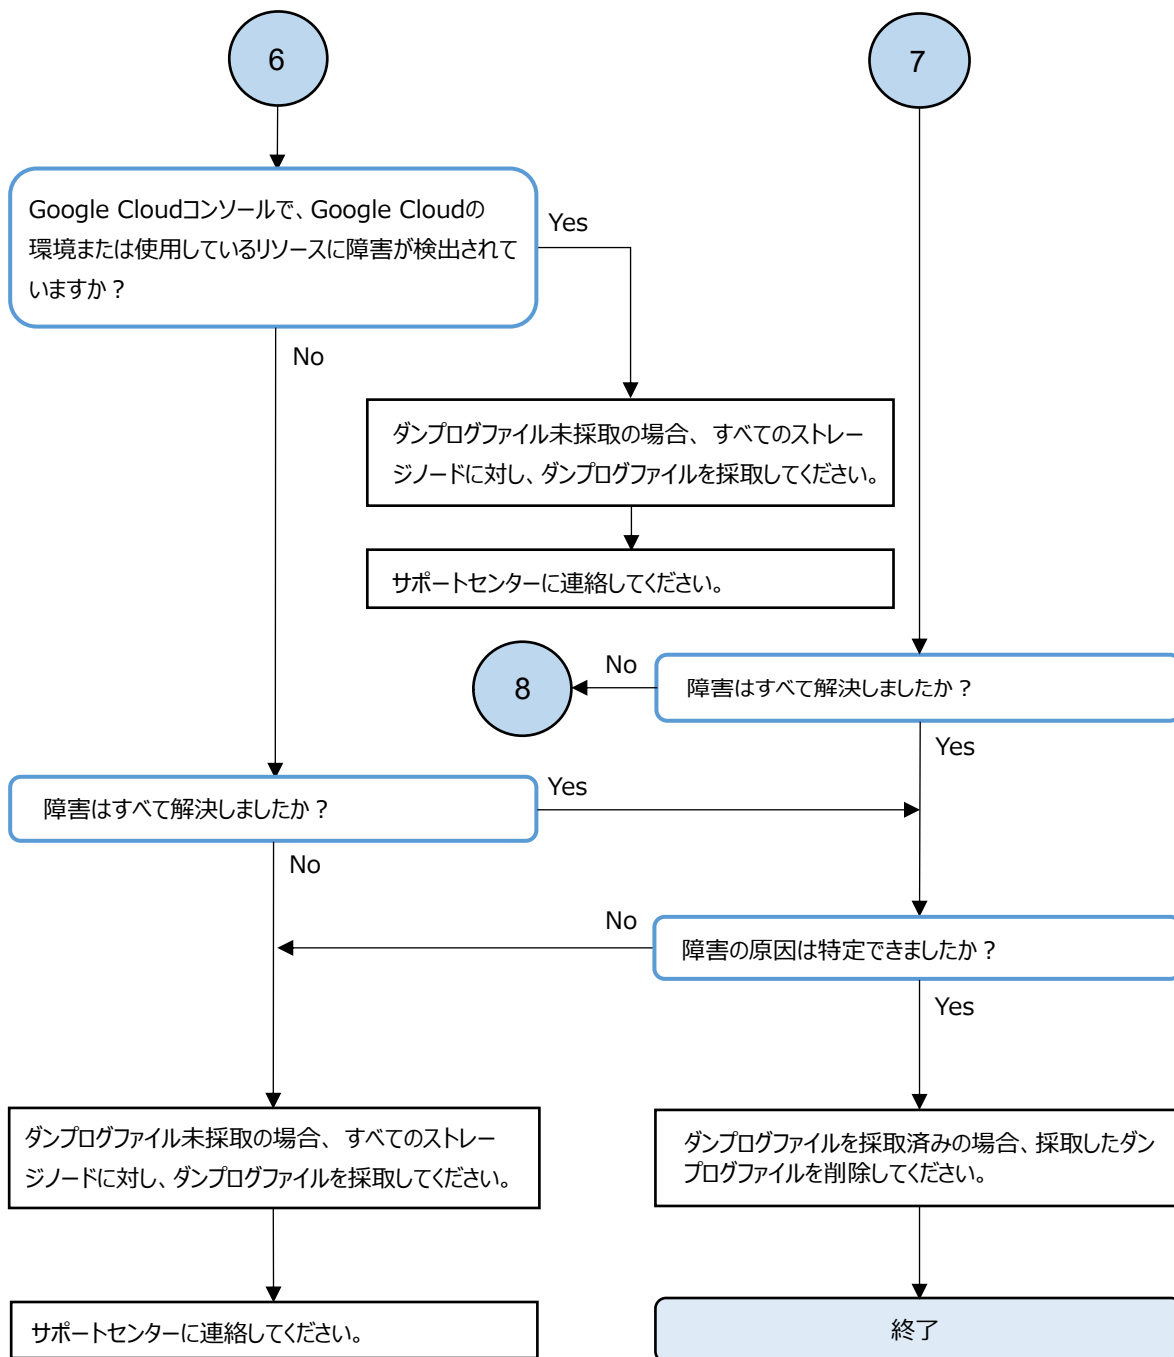 6
7
Google Cloudコンソールで、Google Cloudの
環境または使用しているリソースに障害が検出されて
いますか？
Yes
No
ダンプログファイル未採取の場合、すべてのストレー
ジノードに対し、ダンプログファイルを採取してください。
サポートセンターに連絡してください。
8
No
障害はすべて解決しましたか？
Yes
障害はすべて解決しましたか？
Yes
No
No
障害の原因は特定できましたか？
Yes
ダンプログファイル未採取の場合、すべてのストレー
ジノードに対し、ダンプログファイルを採取してください。
ダンプログファイルを採取済みの場合、採取したダン
プログファイルを削除してください。
サポートセンターに連絡してください。
終了